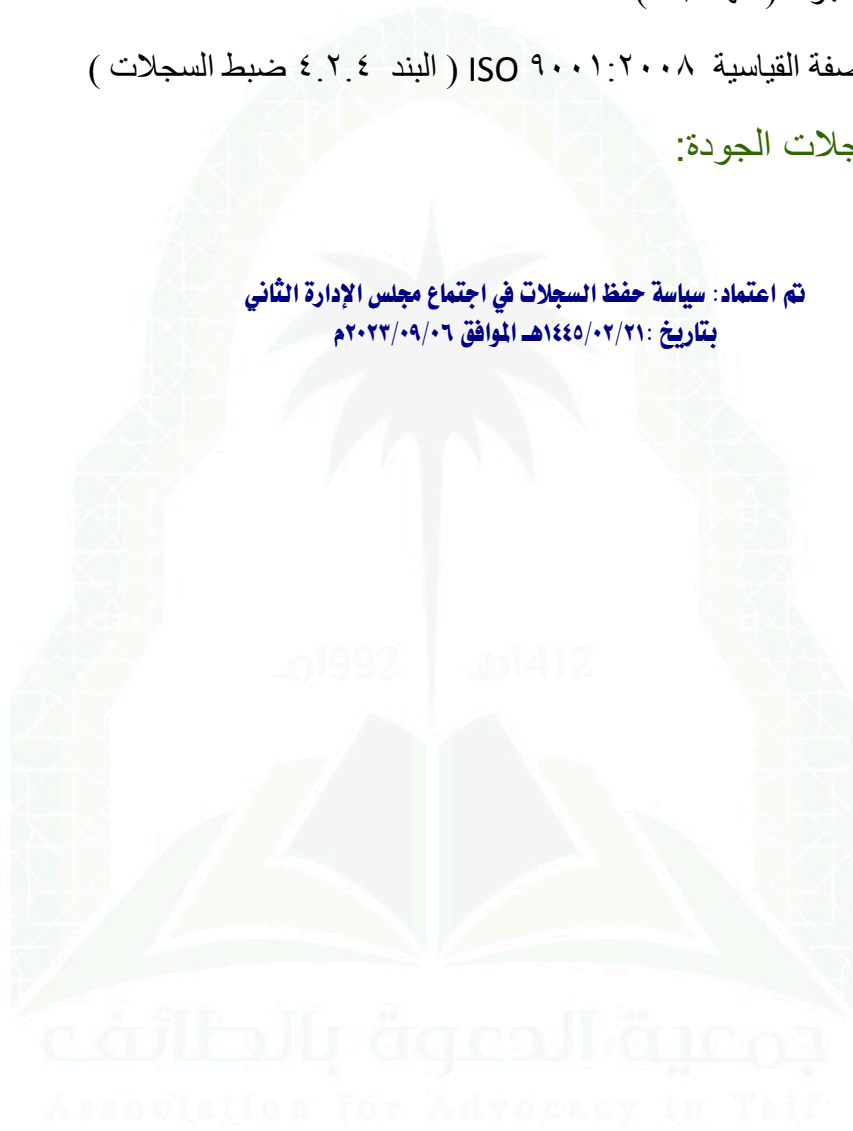 صفة القياسية ISO ٩٠٠١:٢٠٠٨ ( البند ٤.٢.٤ ضبط السجلات )
جلات الجودة:
تم اعتماد: سياسة حفظ السجلات في اجتماع مجلس الإدارة الثاني
بتاريخ :١٤٤٥/٠٢/٢١هـ الموافق ٢٠٢٣/٠٩/٠٦م
1412هـ 1992م
جمعية الدعوة بالطائف
Association for Advocacy in Taif